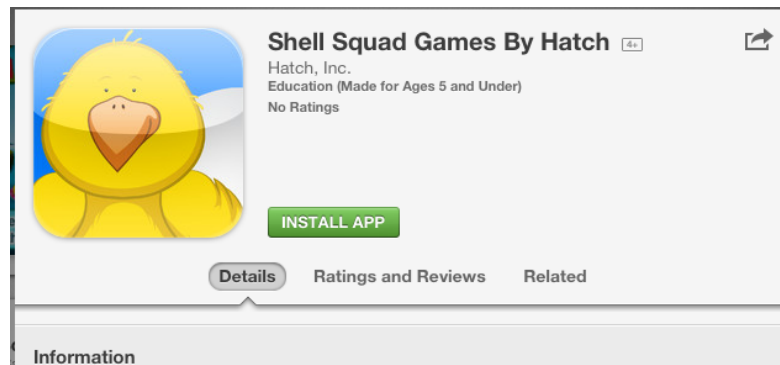 Shell Squad Games By Hatch 4+
Hatch, Inc.
Education (Made for Ages 5 and Under)
No Ratings
INSTALL APP
Details Ratings and Reviews Related
Information